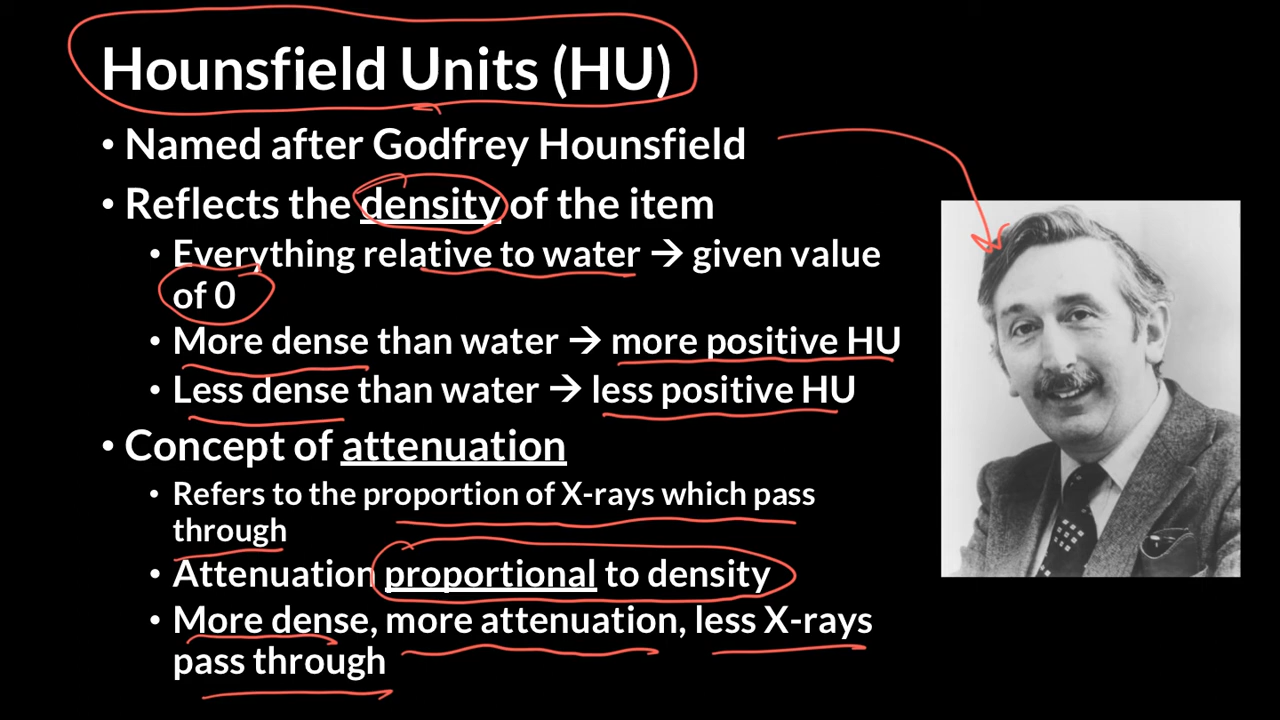 Hounsfield Units (HU)
• Named after Godfrey Hounsfield
• Reflects the density of the item
• Everything relative to water → given value
of 0
• More dense than water → more positive HU
• Less dense than water → less positive HU
• Concept of attenuation
• Refers to the proportion of X-rays which pass
through
• Attenuation proportional to density
• More dense, more attenuation, less X-rays
pass through